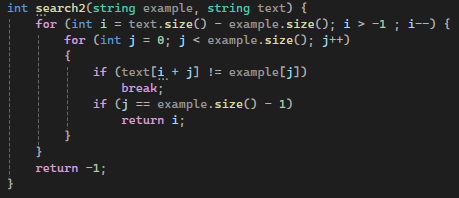 int search2(string example, string text) {
for (int i = text.size() - example.size(); i > -1 ; i--) {
for (int j = 0; j < example.size(); j++)
{
if (text[i + j] != example[j])
break;
if (j == example.size() - 1)
return i;
}
}
return -1;
}